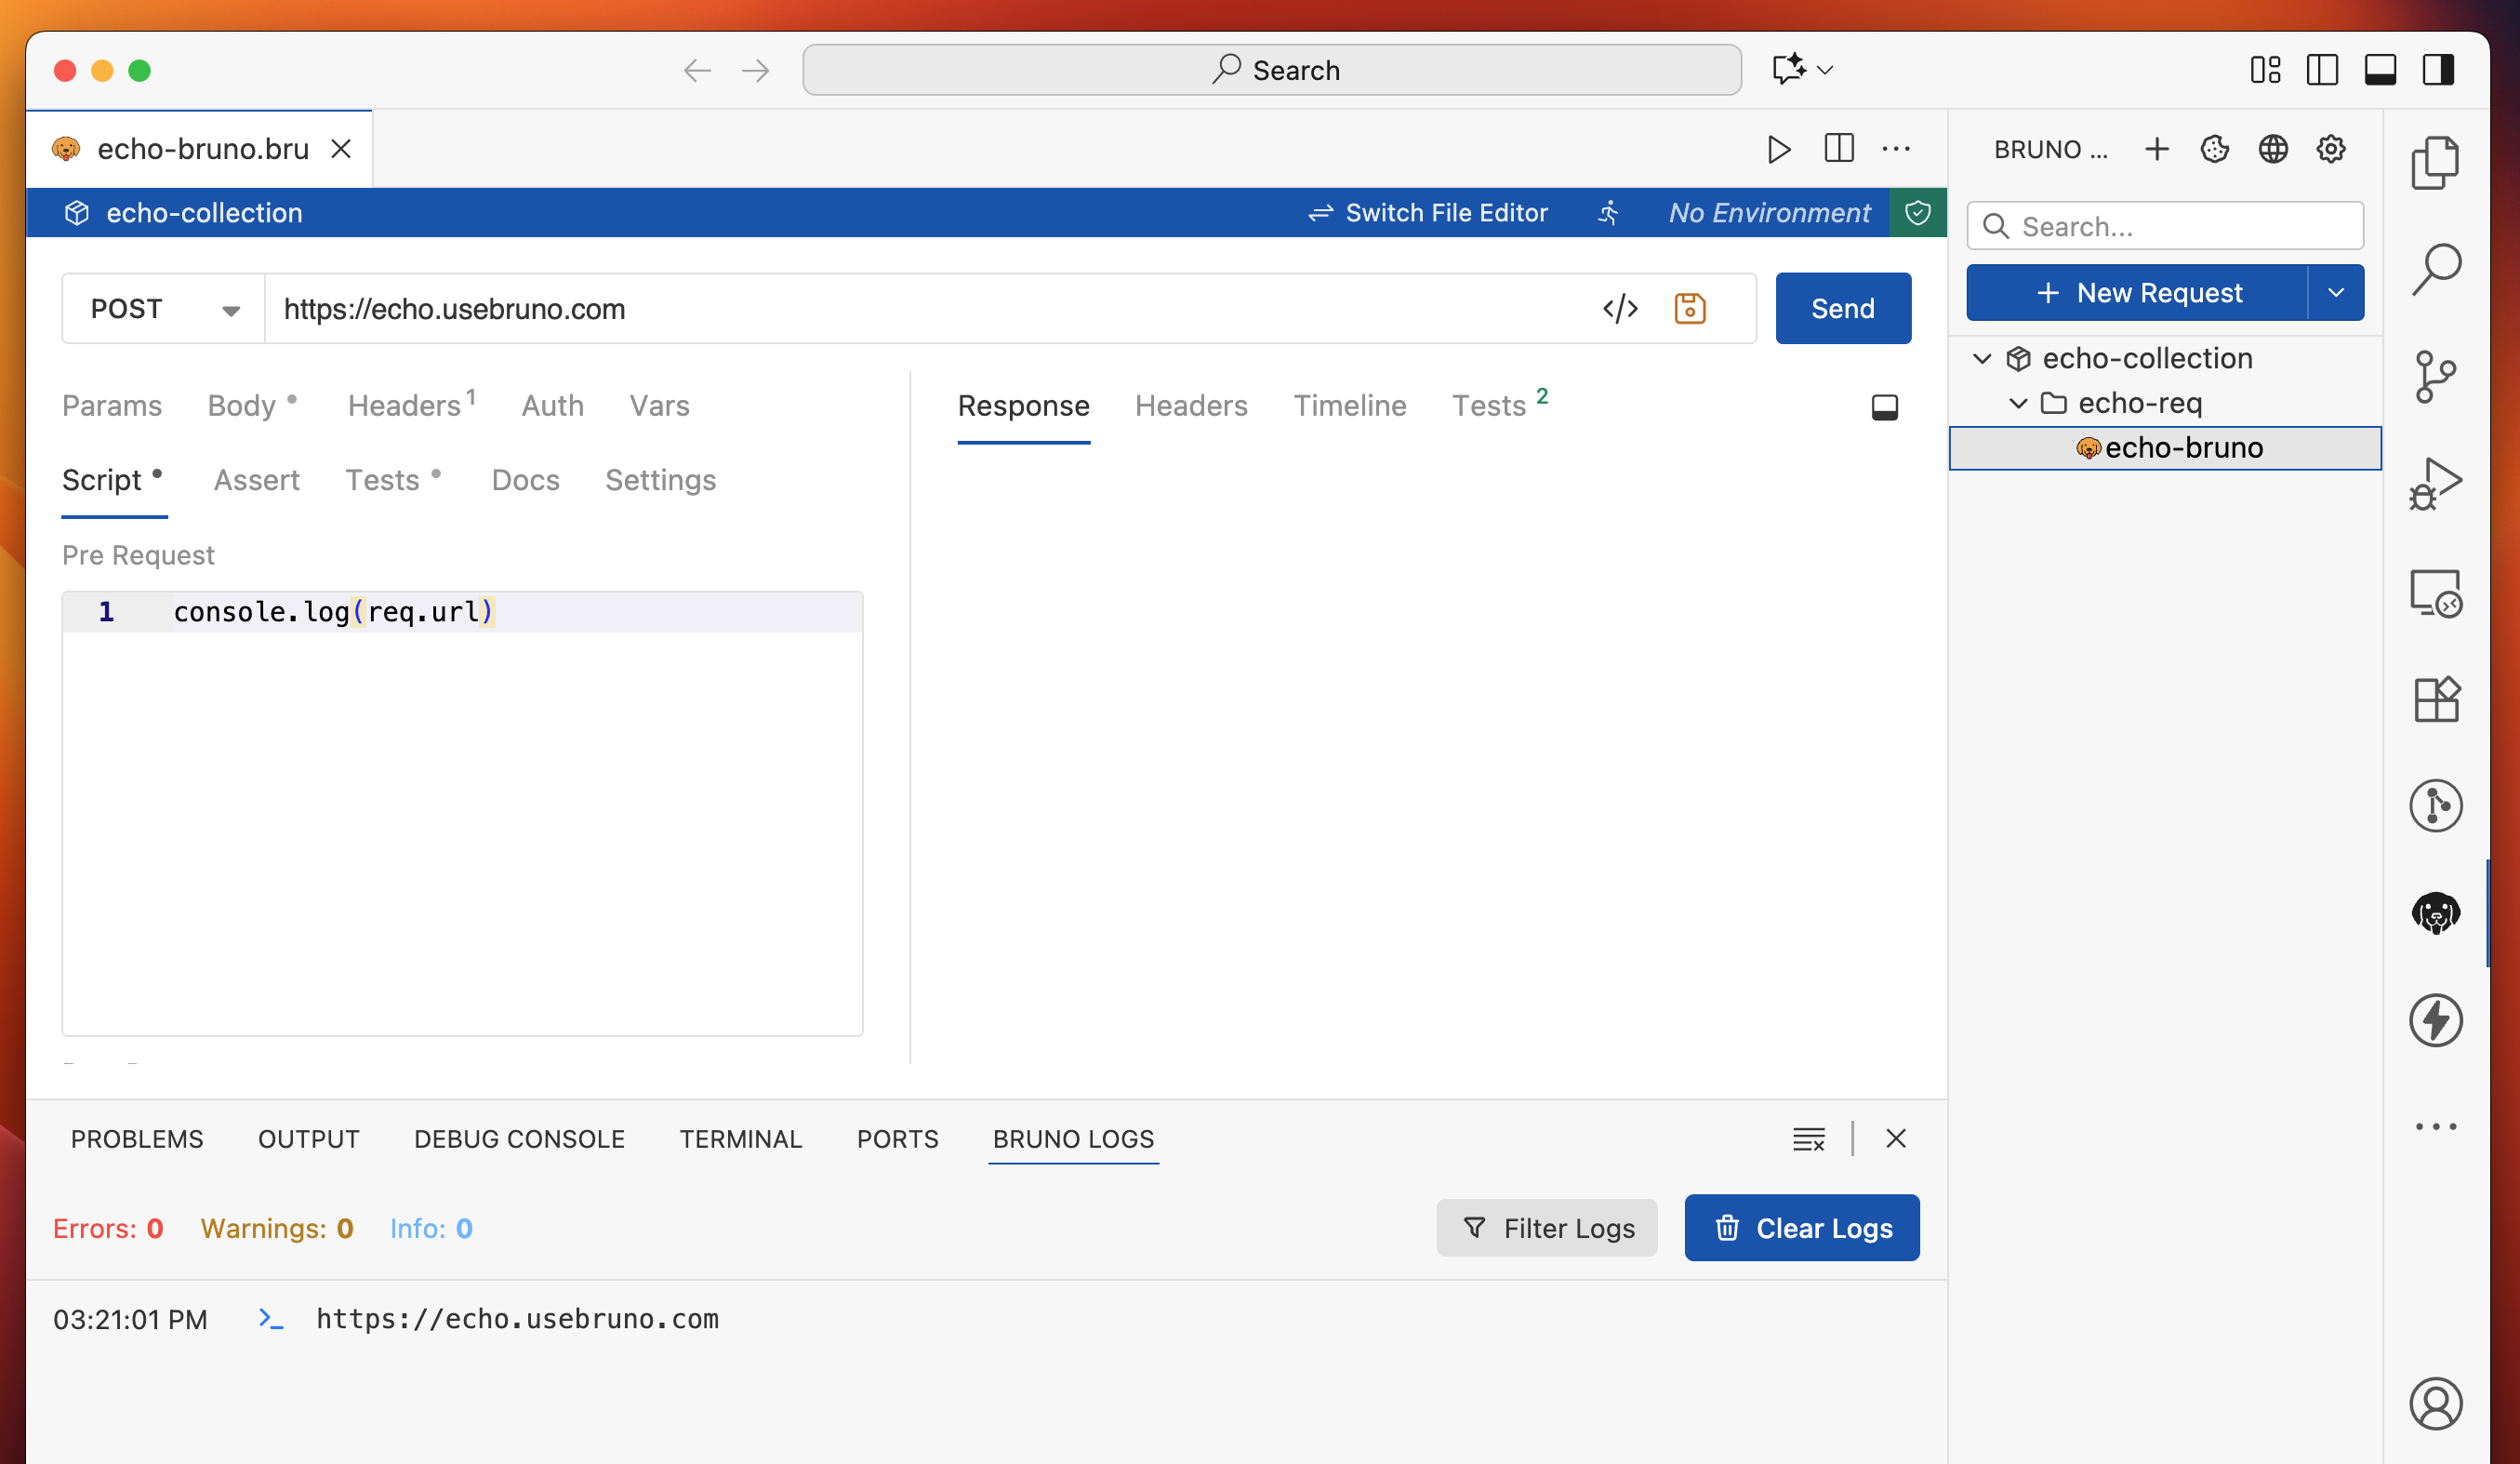 Search
echo-bruno.bru
BRUNO ...
echo-collection
Switch File Editor
No Environment
Search...
New Request
POST
https://echo.usebruno.com
Send
echo-collection
echo-req
echo-bruno
Params
Body
Headers 1
Auth
Vars
Response
Headers
Timeline
Tests 2
Script
Assert
Tests
Docs
Settings
Pre Request
1 console.log(req.url)
PROBLEMS
OUTPUT
DEBUG CONSOLE
TERMINAL
PORTS
BRUNO LOGS
Errors: 0
Warnings: 0
Info: 0
Filter Logs
Clear Logs
03:21:01 PM
https://echo.usebruno.com